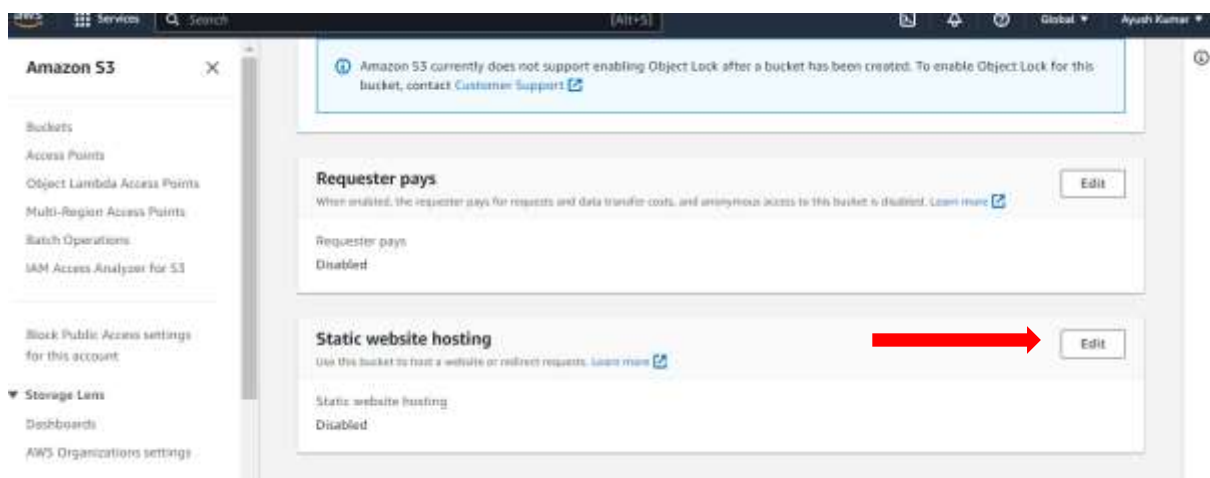 aws Services Search [Alt+S] Global Ayush Kumar
Amazon S3
Buckets
Access Points
Object Lambda Access Points
Multi-Region Access Points
Batch Operations
IAM Access Analyzer for S3
Block Public Access settings
for this account
Storage Lens
Dashboards
AWS Organizations settings
Amazon S3 currently does not support enabling Object Lock after a bucket has been created. To enable Object Lock for this
bucket, contact Customer Support
Requester pays
Edit
When enabled, the requester pays for requests and data transfer costs, and anonymous access to this bucket is disabled. Learn more
Requester pays
Disabled
Static website hosting
Edit
Use this bucket to host a website or redirect requests. Learn more
Static website hosting
Disabled